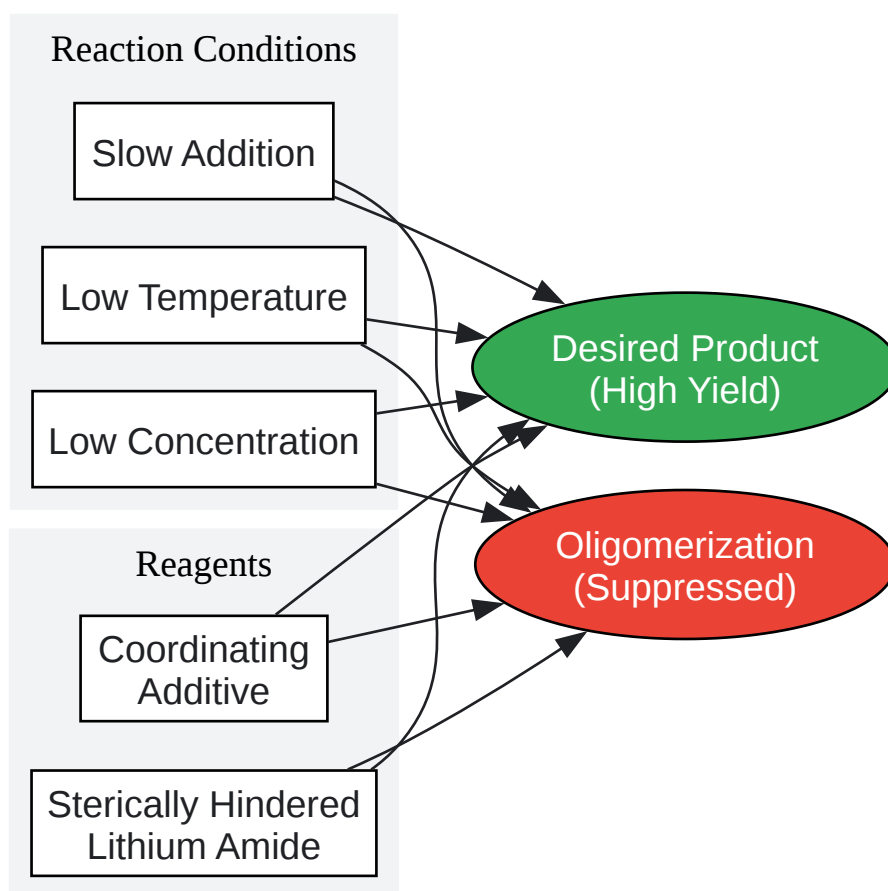 Reaction Conditions
Slow Addition
Low Temperature
Low Concentration
Reagents
Coordinating
Additive
Sterically Hindered
Lithium Amide
Desired Product
(High Yield)
Oligomerization
(Suppressed)